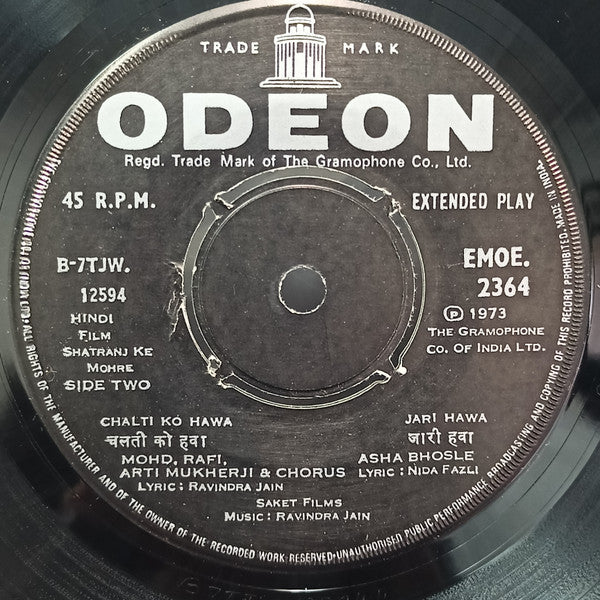 TRADE MARK
ODEON
Regd. Trade Mark of The Gramophone Co., Ltd.
45 R.P.M.
EXTENDED PLAY
B-7TJW.
12594
HINDI
FILM
SHATRANJ KE
MOHRE
SIDE TWO
EMOE.
2364
Ⓟ 1973
THE GRAMOPHONE
CO. OF INDIA LTD.
CHALTI KO HAWA
चलती को हवा
MOHD, RAFI,
ARTI MUKHERJI & CHORUS
LYRIC : RAVINDRA JAIN
JARI HAWA
जारी हवा
ASHA BHOSLE
LYRIC : NIDA FAZLI
SAKET FILMS
MUSIC : RAVINDRA JAIN
ALL RIGHTS OF THE MANUFACTURER AND OF THE OWNER OF THE RECORDED WORK RESERVED-UNAUTHORISED PUBLIC PERFORMANCE BROADCASTING AND COPYING OF THIS RECORD PROHIBITED. MADE IN INDIA.